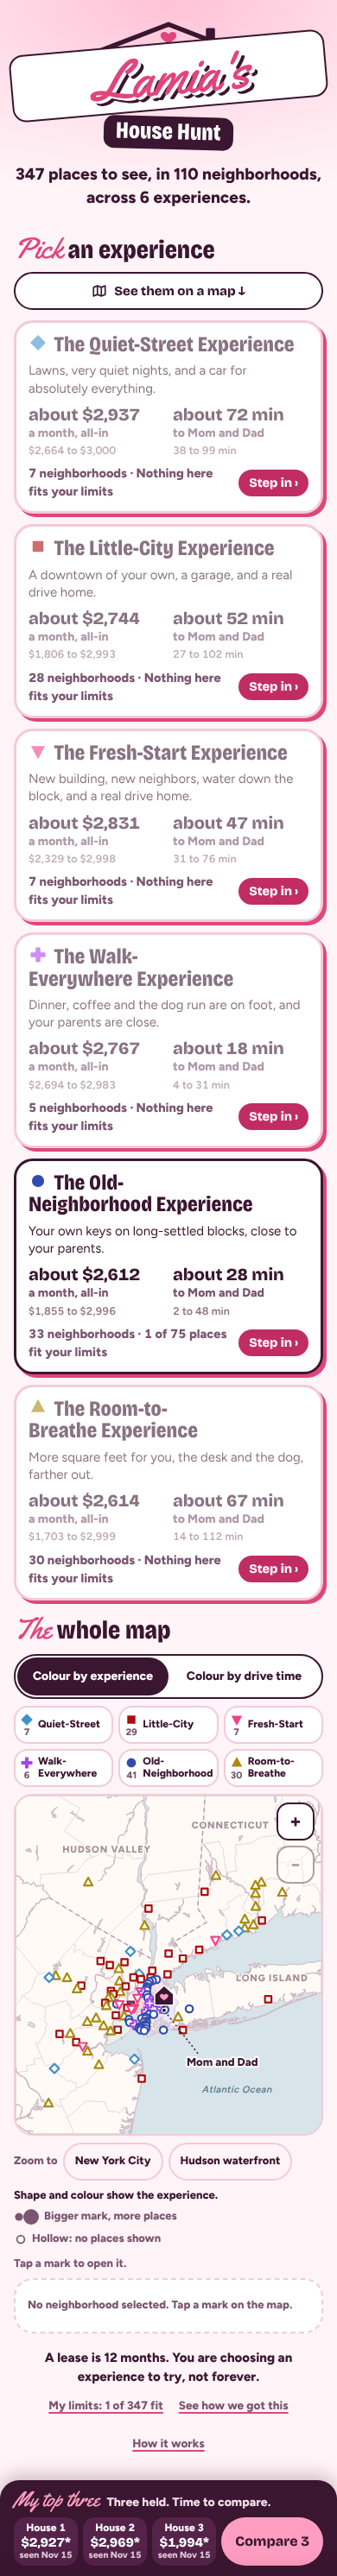 Lamia's
House Hunt
347 places to see, in 110 neighborhoods,
across 6 experiences.
Pick an experience
See them on a map ↓
The Quiet-Street Experience
Lawns, very quiet nights, and a car for
absolutely everything.
about $2,937
a month, all-in
$2,664 to $3,000
about 72 min
to Mom and Dad
38 to 99 min
7 neighborhoods · Nothing here
fits your limits
Step in ›
The Little-City Experience
A downtown of your own, a garage, and a real
drive home.
about $2,744
a month, all-in
$1,806 to $2,993
about 52 min
to Mom and Dad
27 to 102 min
28 neighborhoods · Nothing here
fits your limits
Step in ›
The Fresh-Start Experience
New building, new neighbors, water down the
block, and a real drive home.
about $2,831
a month, all-in
$2,329 to $2,998
about 47 min
to Mom and Dad
31 to 76 min
7 neighborhoods · Nothing here
fits your limits
Step in ›
The Walk-
Everywhere Experience
Dinner, coffee and the dog run are on foot, and
your parents are close.
about $2,767
a month, all-in
$2,694 to $2,983
about 18 min
to Mom and Dad
4 to 31 min
5 neighborhoods · Nothing here
fits your limits
Step in ›
The Old-
Neighborhood Experience
Your own keys on long-settled blocks, close to
your parents.
about $2,612
a month, all-in
$1,855 to $2,996
about 28 min
to Mom and Dad
2 to 48 min
33 neighborhoods · 1 of 75 places
fit your limits
Step in ›
The Room-to-
Breathe Experience
More square feet for you, the desk and the dog,
farther out.
about $2,614
a month, all-in
$1,703 to $2,999
about 67 min
to Mom and Dad
14 to 112 min
30 neighborhoods · Nothing here
fits your limits
Step in ›
The whole map
Colour by experience
Colour by drive time
7 Quiet-Street
29 Little-City
7 Fresh-Start
6 Walk-
Everywhere
41 Old-
Neighborhood
30 Room-to-
Breathe
CONNECTICUT
HUDSON VALLEY
+
−
LONG ISLAND
Mom and Dad
Atlantic Ocean
Zoom to
New York City
Hudson waterfront
Shape and colour show the experience.
Bigger mark, more places
Hollow: no places shown
Tap a mark to open it.
No neighborhood selected. Tap a mark on the map.
A lease is 12 months. You are choosing an
experience to try, not forever.
My limits: 1 of 347 fit
See how we got this
How it works
My top three Three held. Time to compare.
House 1
$2,927*
seen Nov 15
House 2
$2,969*
seen Nov 15
House 3
$1,994*
seen Nov 15
Compare 3